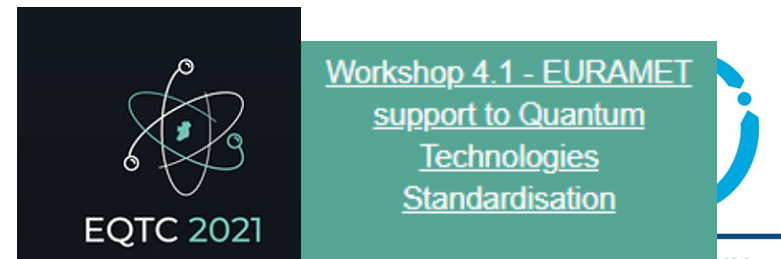 EQTC 2021
Workshop 4.1 - EURAMET
support to Quantum
Technologies
Standardisation